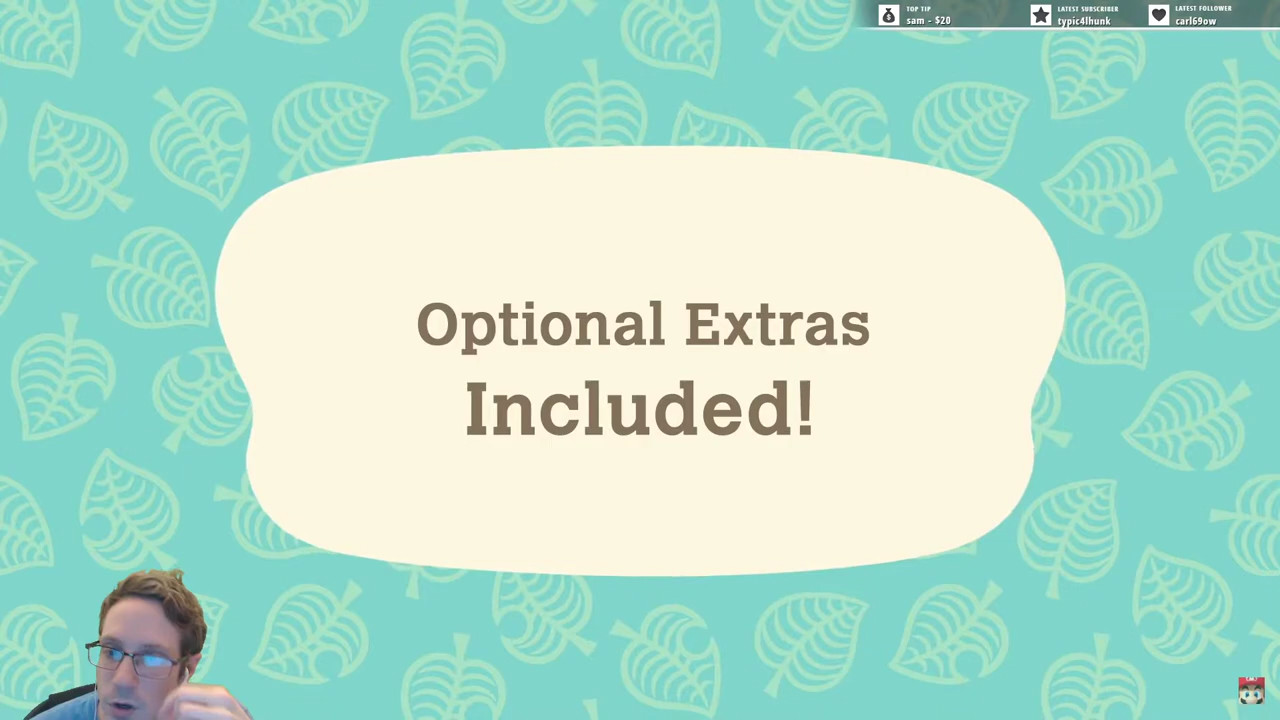 TOP TIP
sam - $20
LATEST SUBSCRIBER
typic4lhunk
LATEST FOLLOWER
carl69ow
Optional Extras
Included!